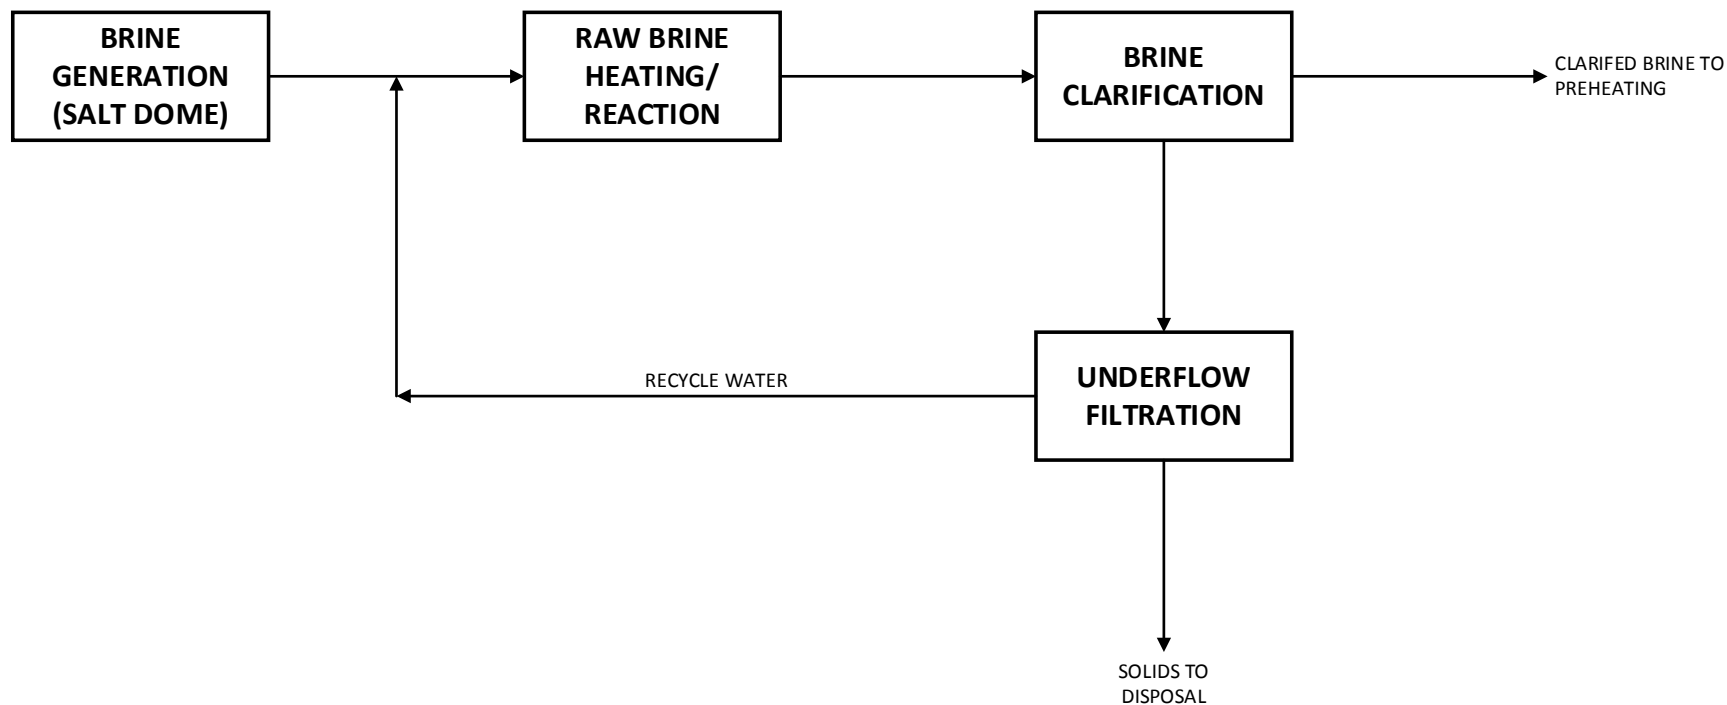 BRINE
GENERATION
(SALT DOME)
RAW BRINE
HEATING/
REACTION
BRINE
CLARIFICATION
CLARIFED BRINE TO
PREHEATING
RECYCLE WATER
UNDERFLOW
FILTRATION
SOLIDS TO
DISPOSAL